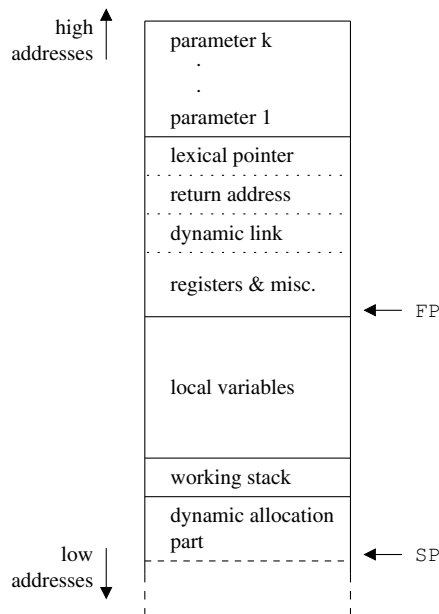 high
addresses
parameter k
.
.
parameter 1
lexical pointer
return address
dynamic link
registers & misc.
FP
local variables
working stack
dynamic allocation
part
SP
low
addresses